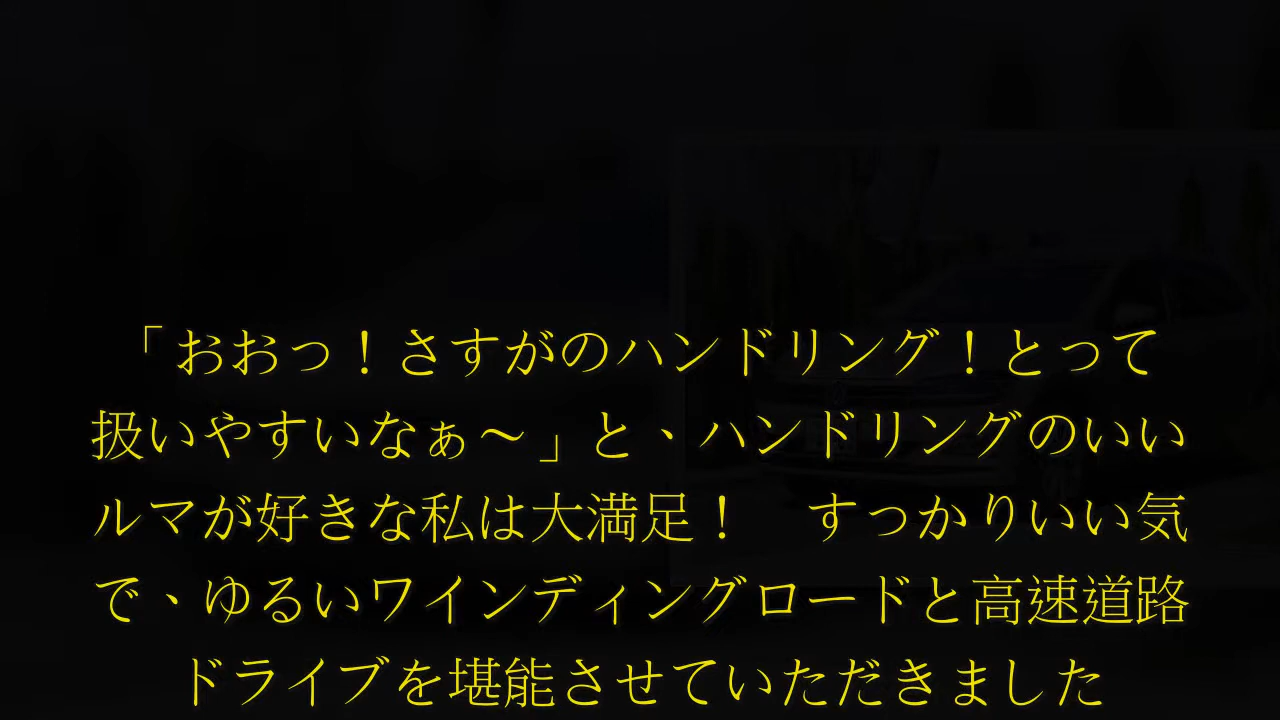 「おおっ！さすがのハンドリング！とって
扱いやすいなぁ〜」と、ハンドリングのいい
ルマが好きな私は大満足！　すっかりいい気
で、ゆるいワインディングロードと高速道路
ドライブを堪能させていただきました